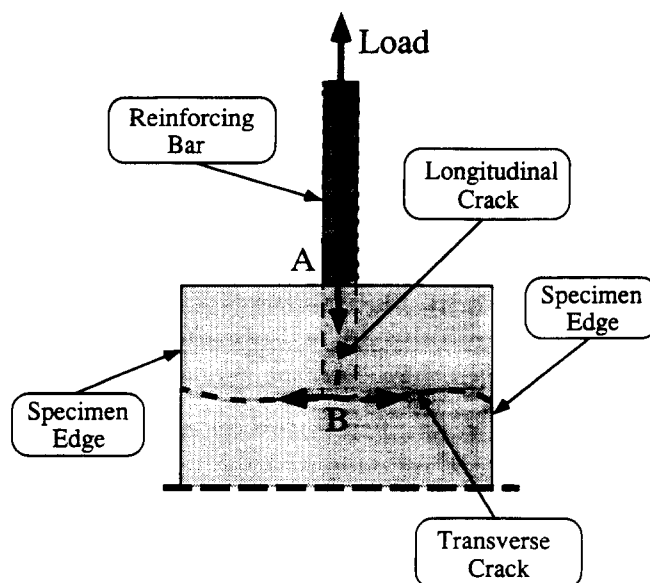 Load
Reinforcing
Bar
Longitudinal
Crack
A
Specimen
Edge
Specimen
Edge
B
Transverse
Crack